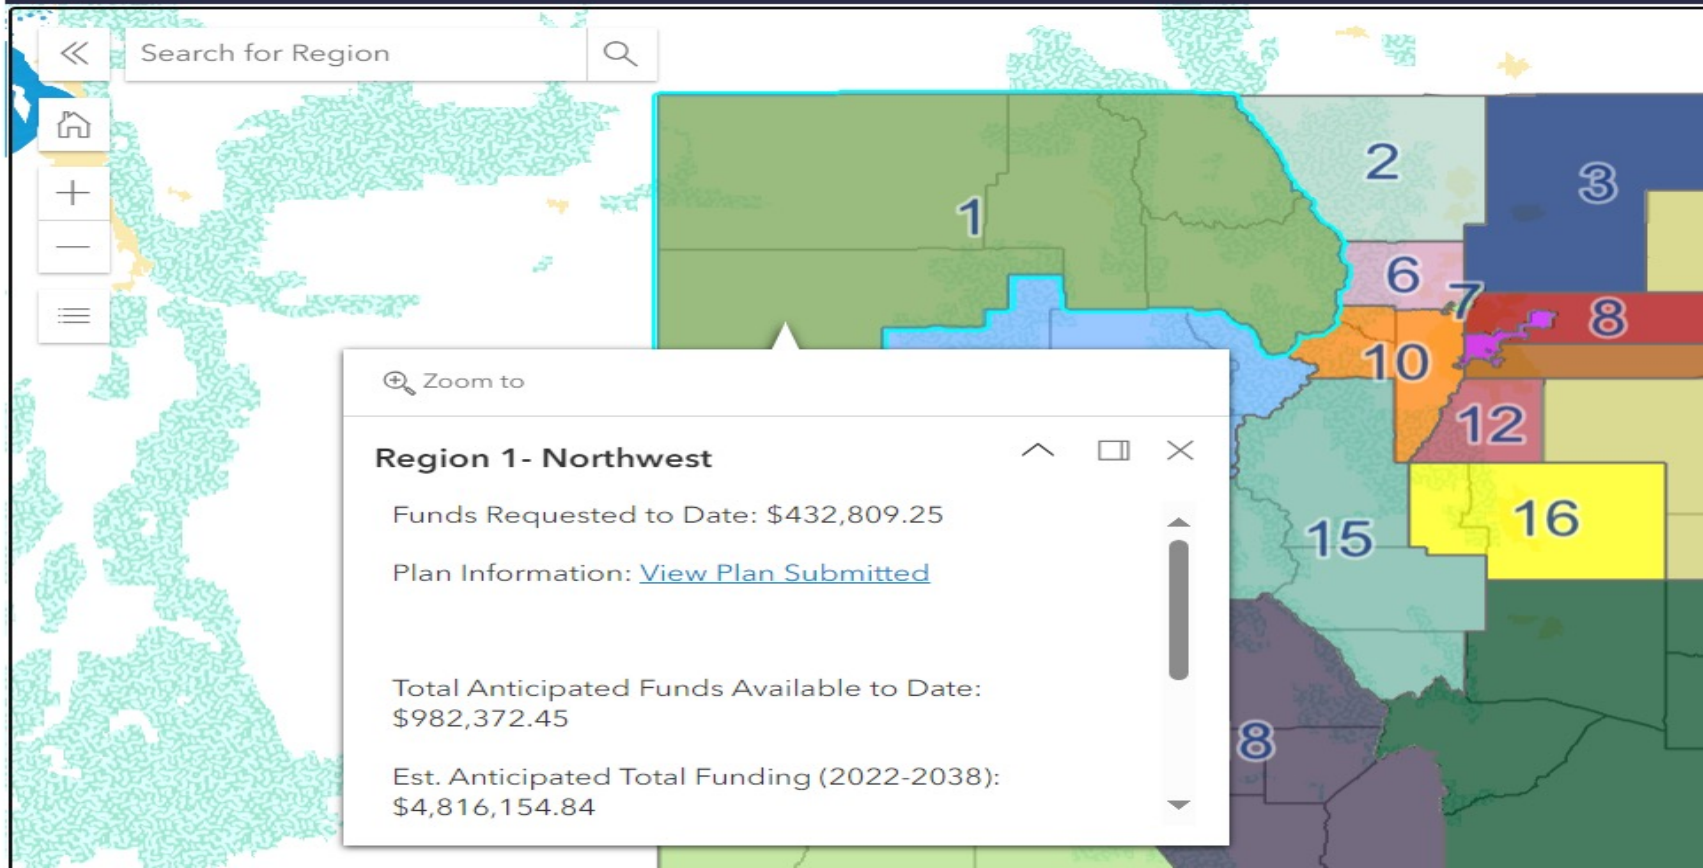 Search for Region
1
2
3
6
7
8
10
12
15
16
8
Zoom to
Region 1- Northwest
Funds Requested to Date: $432,809.25
Plan Information: View Plan Submitted
Total Anticipated Funds Available to Date:
$982,372.45
Est. Anticipated Total Funding (2022-2038):
$4,816,154.84